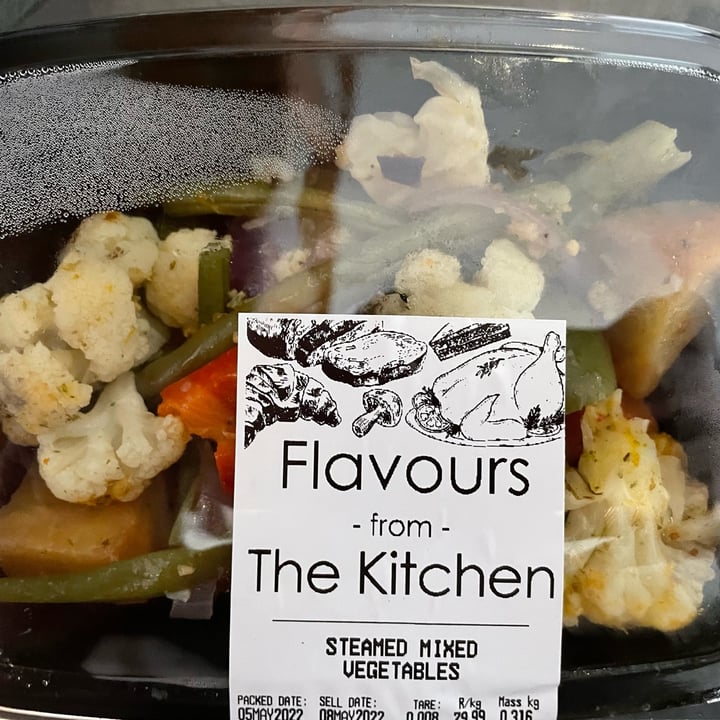 Flavours
- from -
The Kitchen
STEAMED MIXED
VEGETABLES
PACKED DATE: SELL DATE: TARE: R/kg Mass kg
05MAY2022 08MAY2022 0.008 79.99 0.316